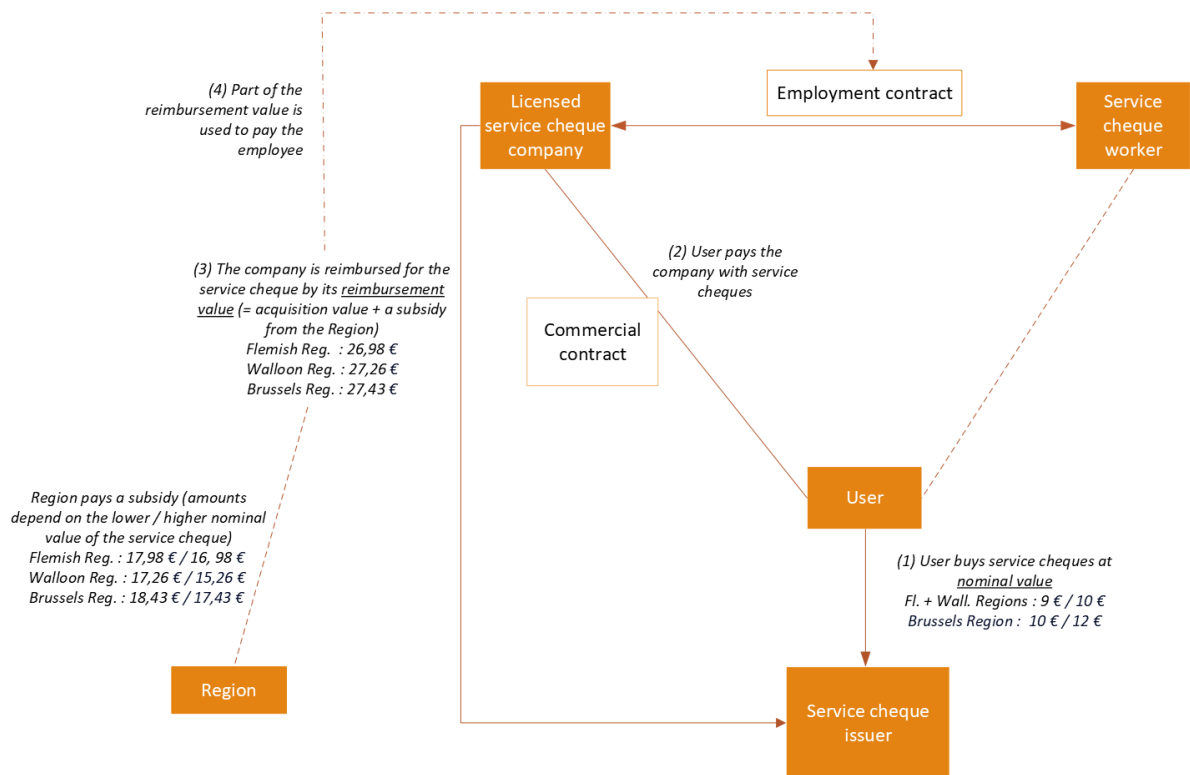 (4) Part of the
reimbursement value is
used to pay the
employee
Licensed
service cheque
company
Employment contract
Service
cheque
worker
(3) The company is reimbursed for the
service cheque by its reimbursement
value (= acquisition value + a subsidy
from the Region)
Flemish Reg. : 26,98 €
Walloon Reg. : 27,26 €
Brussels Reg. : 27,43 €
(2) User pays the
company with service
cheques
Commercial
contract
Region pays a subsidy (amounts
depend on the lower / higher nominal
value of the service cheque)
Flemish Reg. : 17,98 € / 16, 98 €
Walloon Reg. : 17,26 € / 15,26 €
Brussels Reg. : 18,43 € / 17,43 €
User
(1) User buys service cheques at
nominal value
Fl. + Wall. Regions : 9 € / 10 €
Brussels Region : 10 € / 12 €
Region
Service cheque
issuer